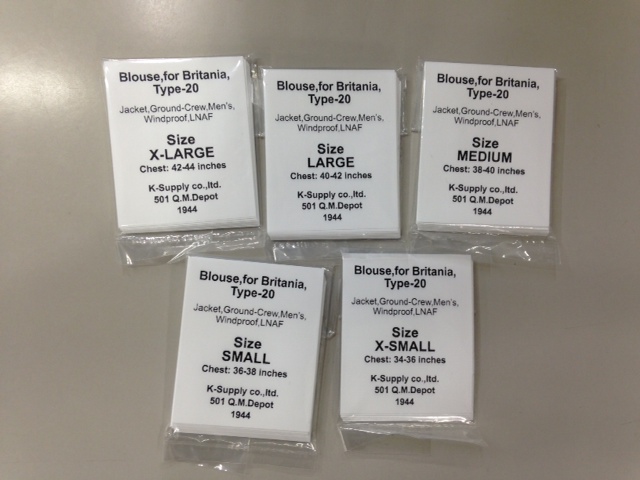 Blouse,for Britania,
Type-20
Jacket,Ground-Crew,Men's,
Windproof,LNAF
Size
X-LARGE
Chest: 42-44 inches
K-Supply co.,ltd.
501 Q.M.Depot
1944
Blouse,for Britania,
Type-20
Jacket,Ground-Crew,Men's,
Windproof,LNAF
Size
LARGE
Chest: 40-42 inches
K-Supply co.,ltd.
501 Q.M.Depot
1944
Blouse,for Britania,
Type-20
Jacket,Ground-Crew,Men's,
Windproof,LNAF
Size
MEDIUM
Chest: 38-40 inches
K-Supply co.,ltd.
501 Q.M.Depot
1944
Blouse,for Britania,
Type-20
Jacket,Ground-Crew,Men's,
Windproof,LNAF
Size
SMALL
Chest: 36-38 inches
K-Supply co.,ltd.
501 Q.M.Depot
1944
Blouse,for Britania,
Type-20
Jacket,Ground-Crew,Men's,
Windproof,LNAF
Size
X-SMALL
Chest: 34-36 inches
K-Supply co.,ltd.
501 Q.M.Depot
1944